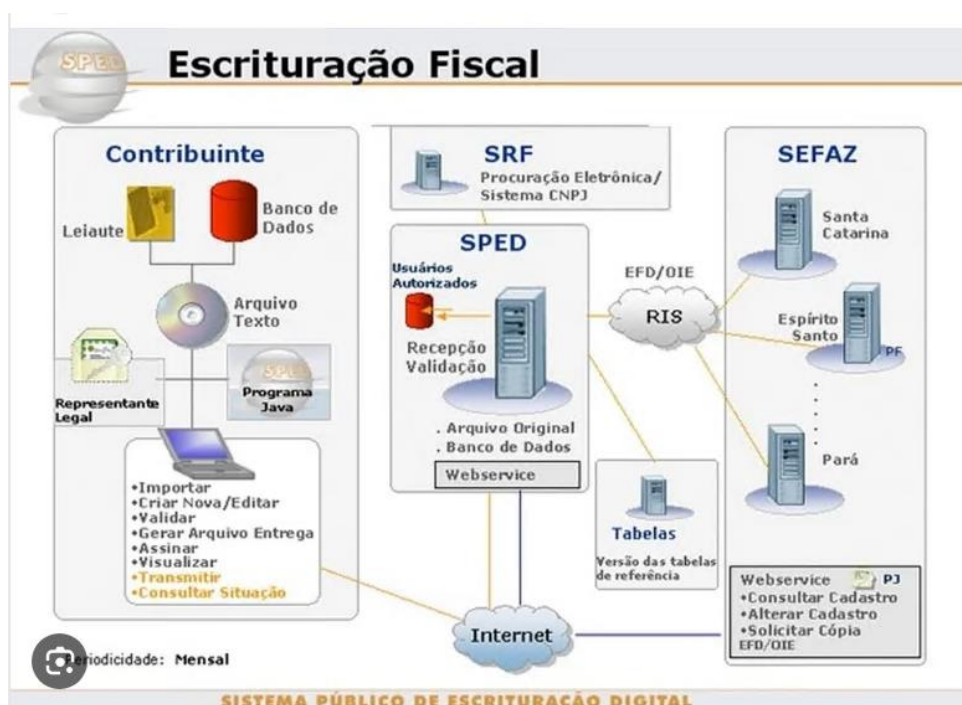 SPED
Escrituração Fiscal
Contribuinte
Leiaute
Banco de
Dados
Arquivo
Texto
Representante
Legal
Programa
Java
•Importar
•Criar Nova/Editar
•Validar
•Gerar Arquivo Entrega
•Assinar
•Visualizar
•Transmitir
•Consultar Situação
SRF
Procuração Eletrônica/
Sistema CNPJ
SPED
Usuários
Autorizados
Recepção
Validação
. Arquivo Original
. Banco de Dados
Webservice
EFD/OIE
RIS
Tabelas
Versão das tabelas
de referência
Internet
SEFAZ
Santa
Catarina
Espírito
Santo
Pará
Webservice PJ
•Consultar Cadastro
•Alterar Cadastro
•Solicitar Cópia
EFD/OIE
Mensal
SISTEMA PÚBLICO DE ESCRITURAÇÃO DIGITAL